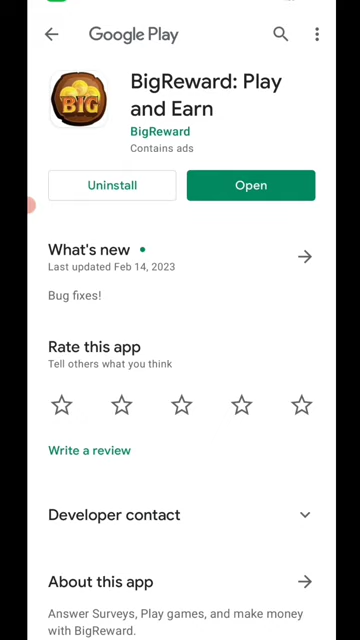 Google Play
BIG
BigReward: Play
and Earn
BigReward
Contains ads
Uninstall
Open
What's new
Last updated Feb 14, 2023
Bug fixes!
Rate this app
Tell others what you think
Write a review
Developer contact
About this app
Answer Surveys, Play games, and make money
with BigReward.